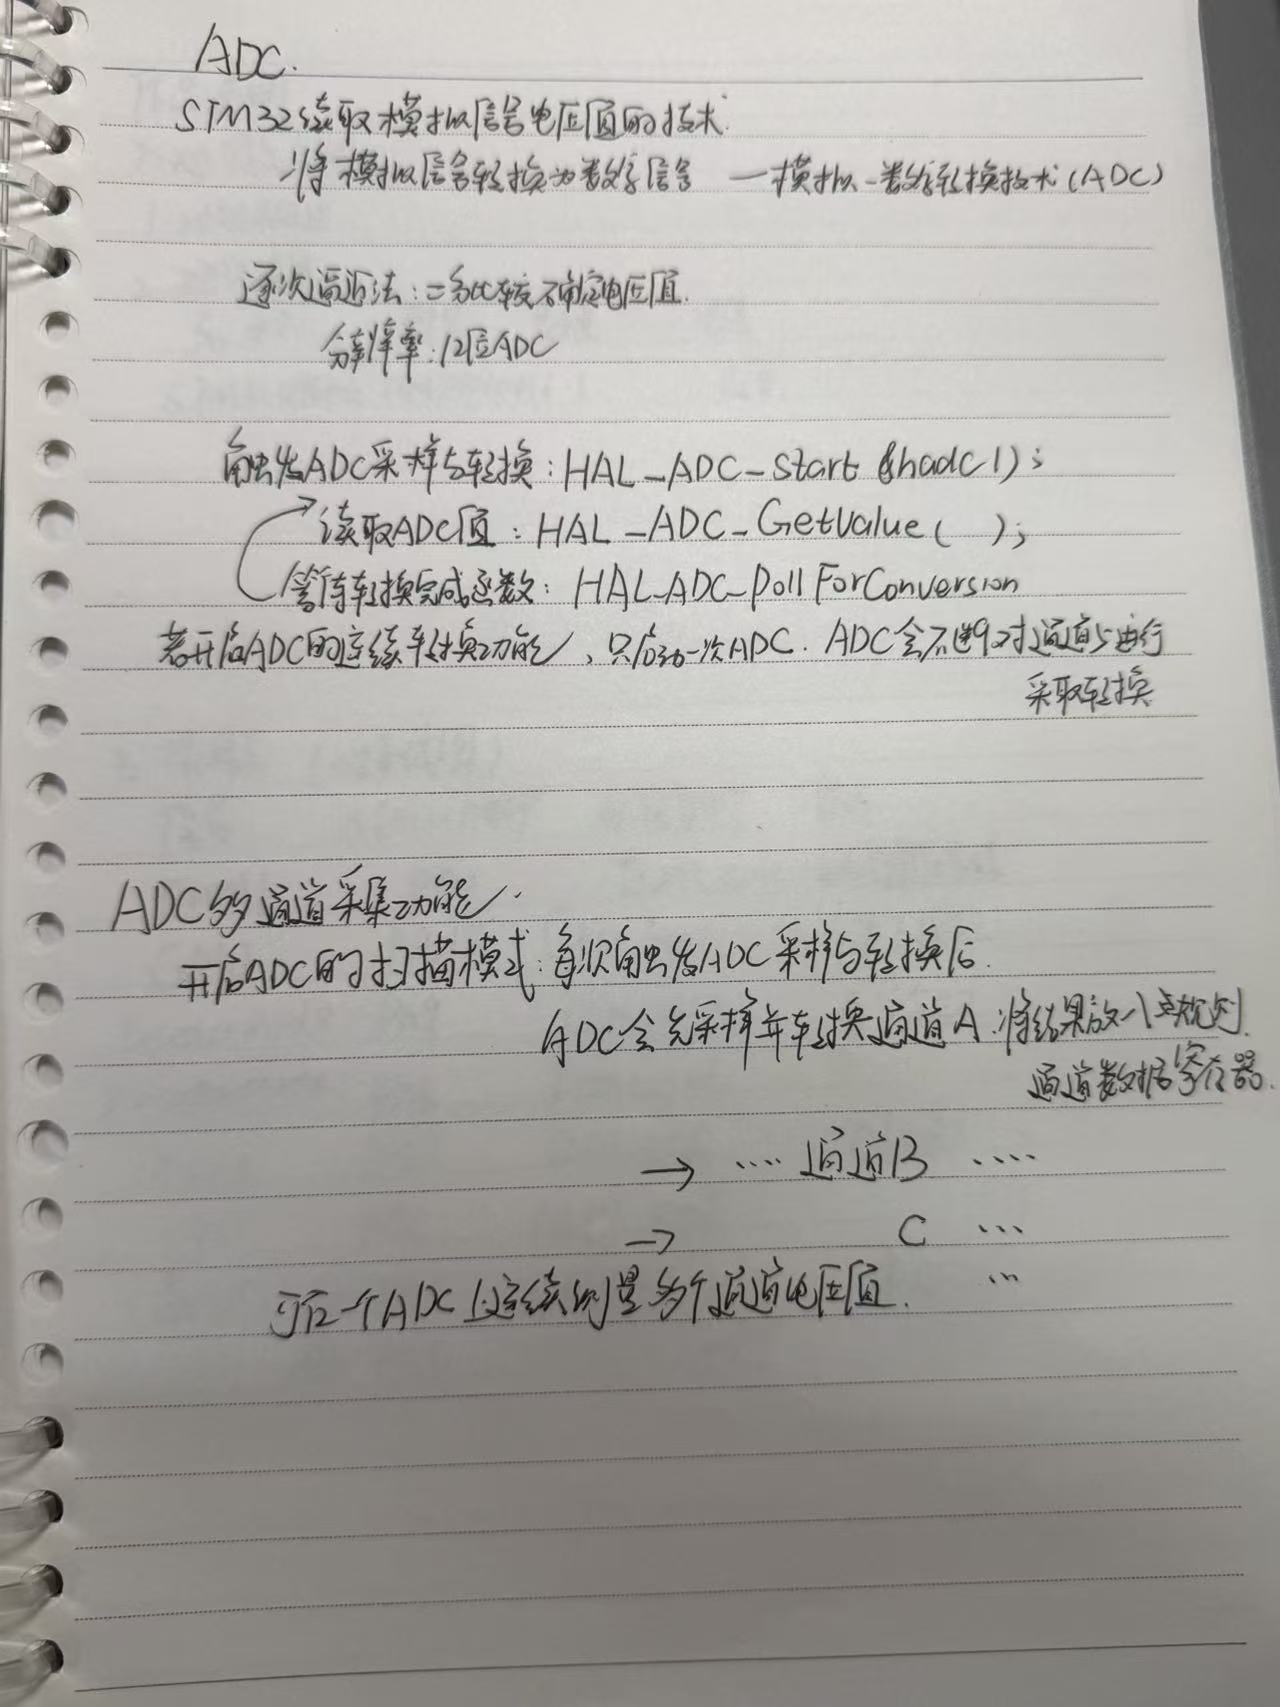 ADC.
STM32读取模拟信号电压值的技术.
将模拟信号转换为数字信号 —模拟-数字转换技术(ADC)
逐次逼近法:二分比较不确定电压值.
分辨率:12位ADC
触发ADC采样与转换:HAL_ADC_Start(&hadc1);
读取ADC值:HAL_ADC_GetValue( );
等待转换完成函数:HAL_ADC_PollForConversion
若开启ADC的连续转换功能、只启动一次ADC.ADC会不断对通道5进行
采取转换
ADC多通道采集功能.
开启ADC的扫描模式:每次触发ADC采样与转换后.
ADC会先采样并转换通道A.将结果放入规则
通道数据寄存器.
→ ···· 通道B ····
→ C ···
···
可在一个ADC上连续测量多个通道电压值.